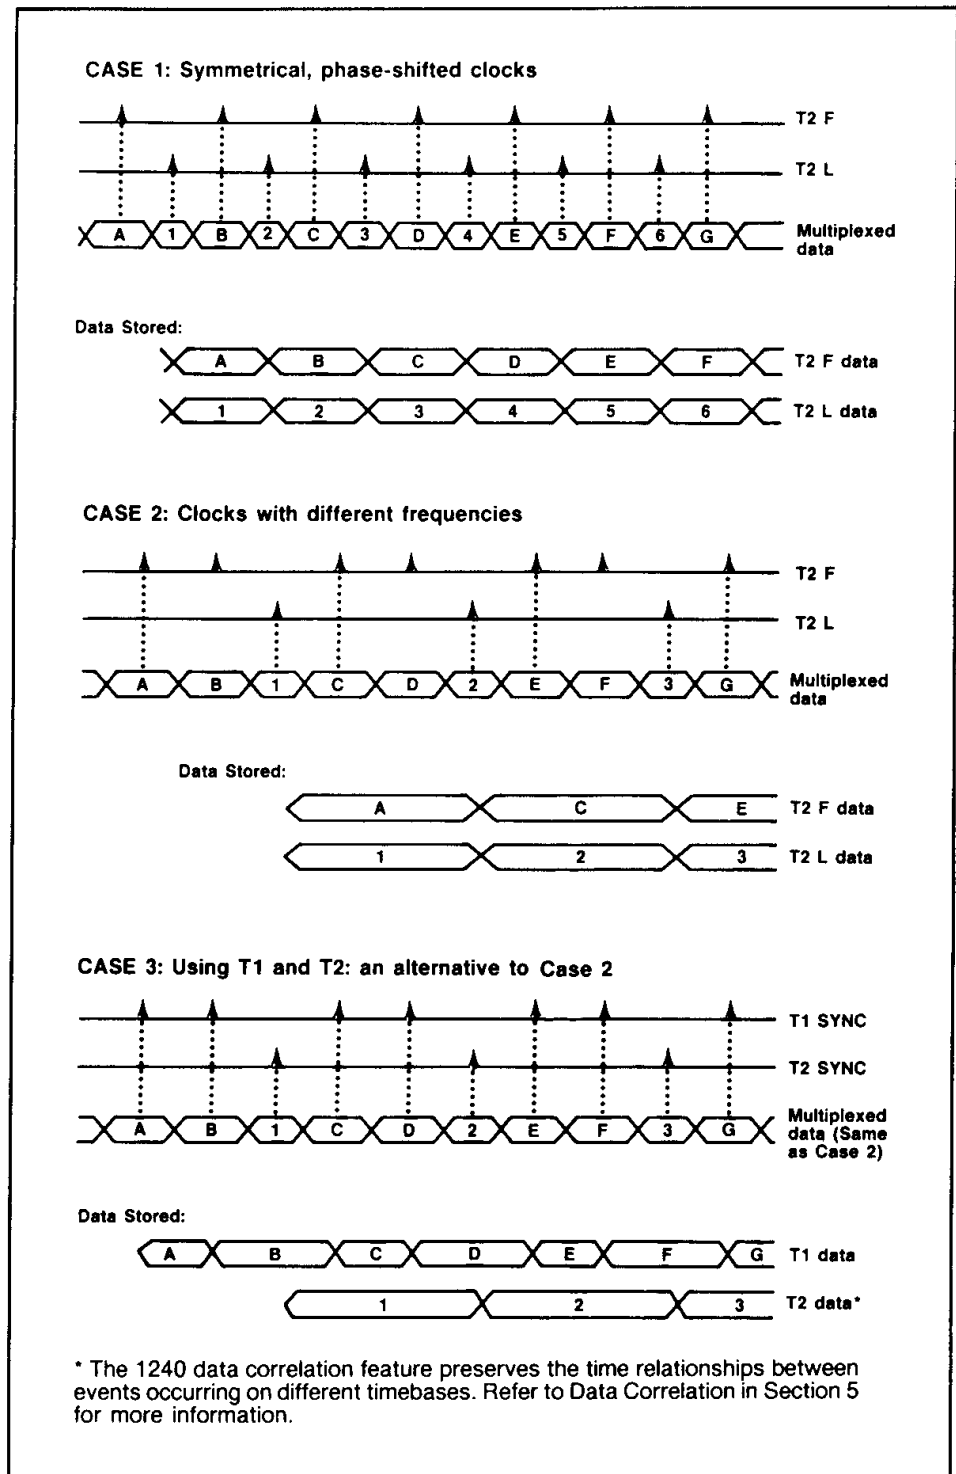 CASE 1: Symmetrical, phase-shifted clocks
T2 F
T2 L
A 1 B 2 C 3 D 4 E 5 F 6 G
Multiplexed
data
Data Stored:
A B C D E F
T2 F data
1 2 3 4 5 6
T2 L data
CASE 2: Clocks with different frequencies
T2 F
T2 L
A B 1 C D 2 E F 3 G
Multiplexed
data
Data Stored:
A C E
T2 F data
1 2 3
T2 L data
CASE 3: Using T1 and T2: an alternative to Case 2
T1 SYNC
T2 SYNC
A B 1 C D 2 E F 3 G
Multiplexed
data (Same
as Case 2)
Data Stored:
A B C D E F G
T1 data
1 2 3
T2 data*
* The 1240 data correlation feature preserves the time relationships between
events occurring on different timebases. Refer to Data Correlation in Section 5
for more information.